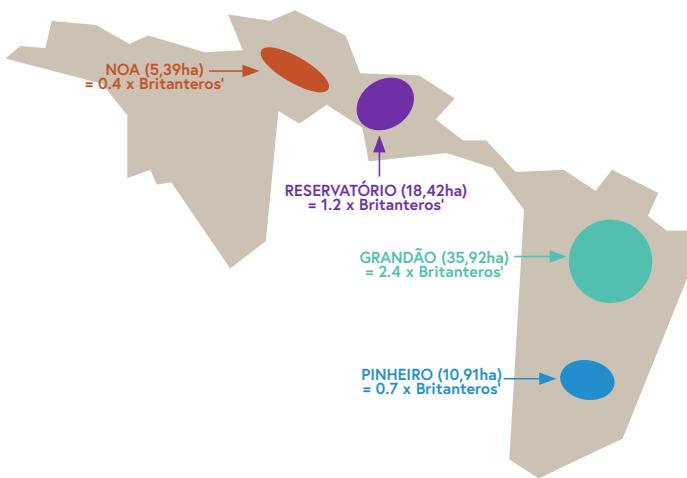 NOA (5,39ha)
= 0.4 x Britanteros'
RESERVATÓRIO (18,42ha)
= 1.2 x Britanteros'
GRANDÃO (35,92ha)
= 2.4 x Britanteros'
PINHEIRO (10,91ha)
= 0.7 x Britanteros'